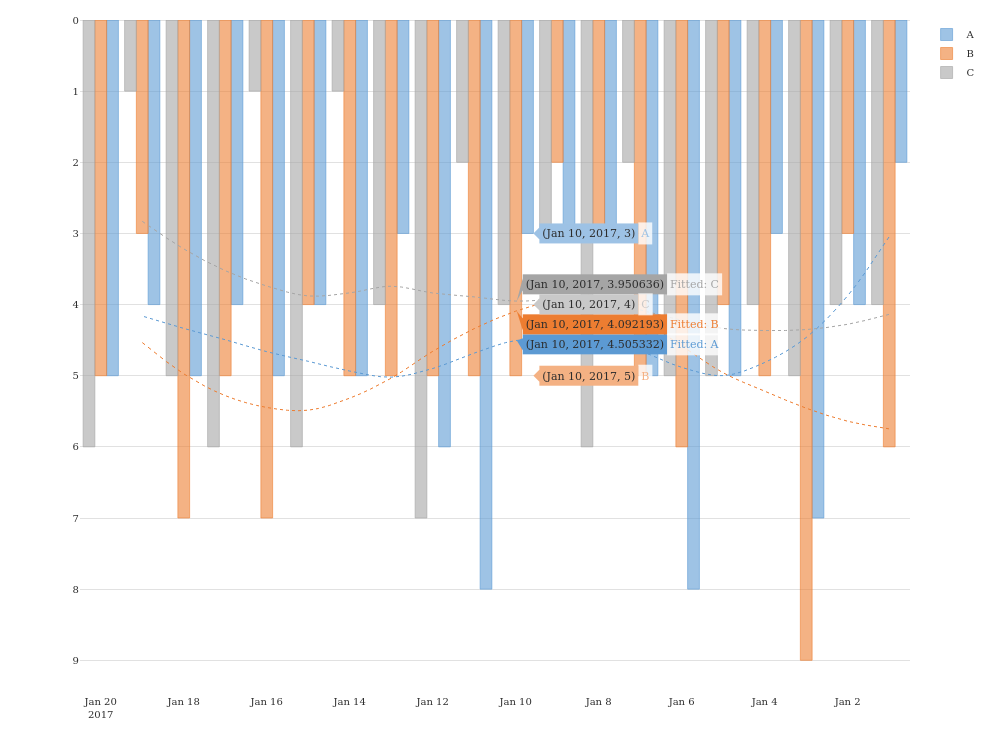 0
1
2
3
4
5
6
7
8
9
A
B
C
(Jan 10, 2017, 3) A
(Jan 10, 2017, 3.950636) Fitted: C
(Jan 10, 2017, 4) C
(Jan 10, 2017, 4.092193) Fitted: B
(Jan 10, 2017, 4.505332) Fitted: A
(Jan 10, 2017, 5) B
Jan 20 Jan 18 Jan 16 Jan 14 Jan 12 Jan 10 Jan 8 Jan 6 Jan 4 Jan 2
2017